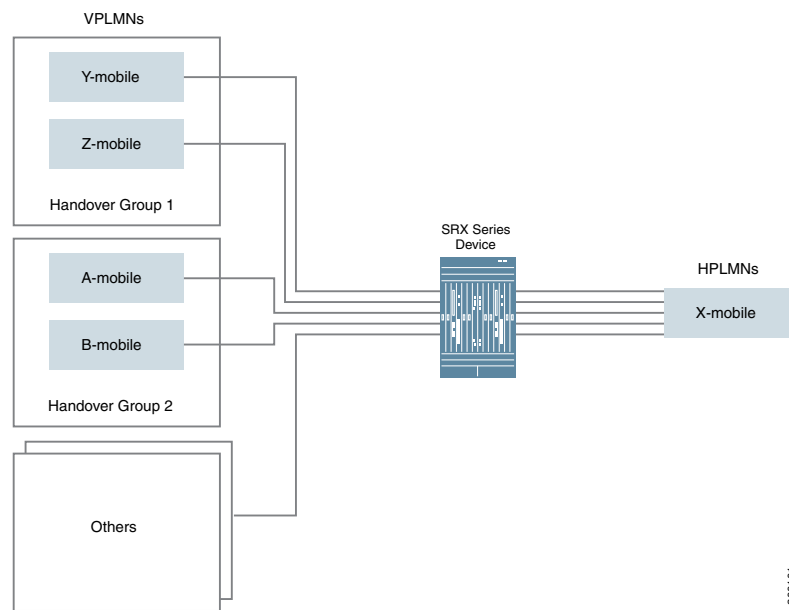 VPLMNs
Y-mobile
Z-mobile
Handover Group 1
A-mobile
B-mobile
Handover Group 2
Others
SRX Series
Device
HPLMNs
X-mobile